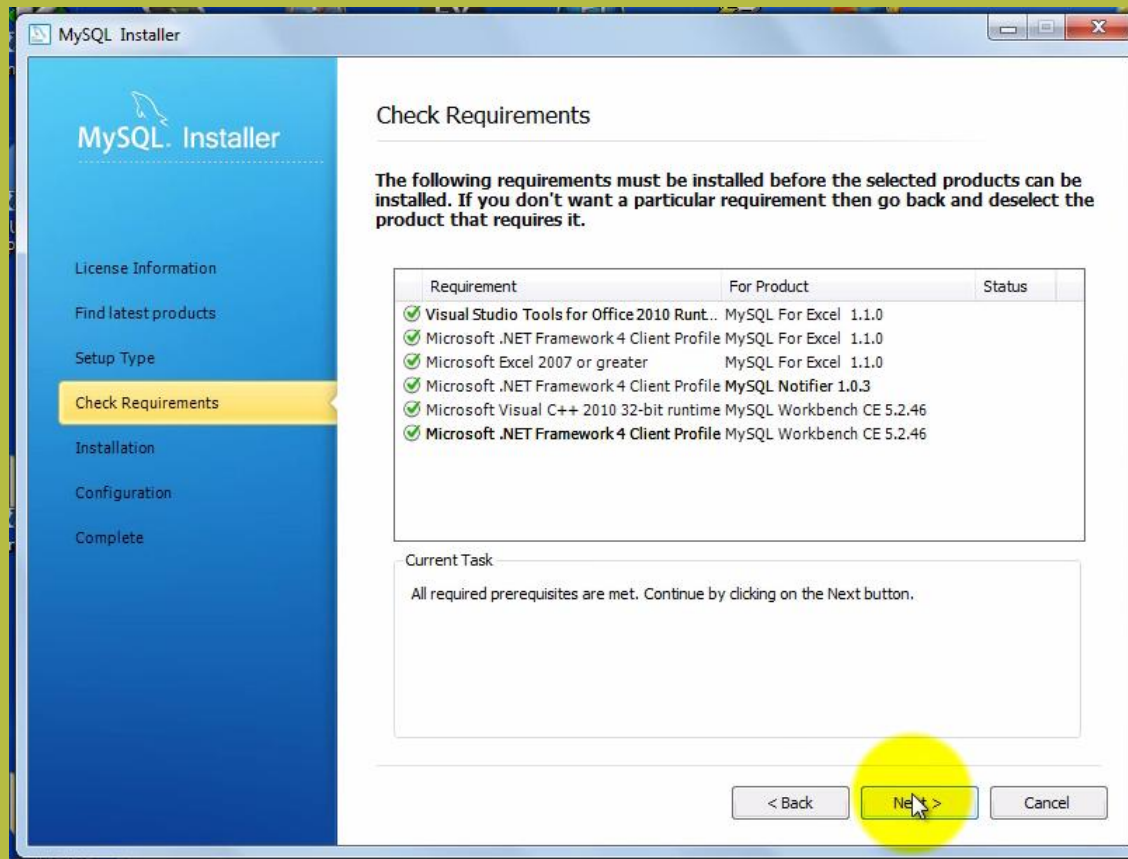 MySQL Installer
MySQL. Installer
License Information
Find latest products
Setup Type
Check Requirements
Installation
Configuration
Complete
Check Requirements
The following requirements must be installed before the selected products can be
installed. If you don't want a particular requirement then go back and deselect the
product that requires it.
Requirement For Product Status
Visual Studio Tools for Office 2010 Runt... MySQL For Excel 1.1.0
Microsoft .NET Framework 4 Client Profile MySQL For Excel 1.1.0
Microsoft Excel 2007 or greater MySQL For Excel 1.1.0
Microsoft .NET Framework 4 Client Profile MySQL Notifier 1.0.3
Microsoft Visual C++ 2010 32-bit runtime MySQL Workbench CE 5.2.46
Microsoft .NET Framework 4 Client Profile MySQL Workbench CE 5.2.46
Current Task
All required prerequisites are met. Continue by clicking on the Next button.
< Back Next > Cancel